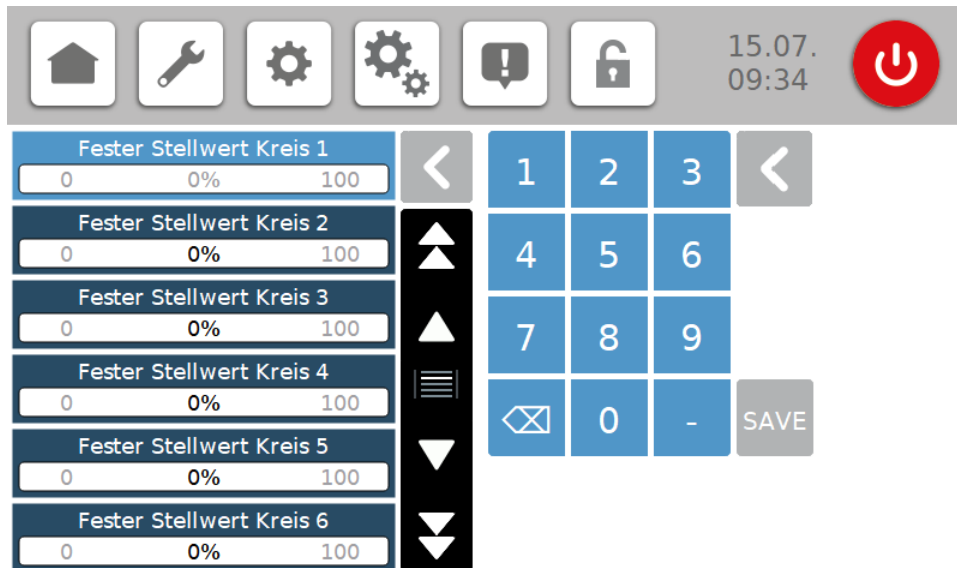 15.07.
09:34
Fester Stellwert Kreis 1
0 0% 100
Fester Stellwert Kreis 2
0 0% 100
Fester Stellwert Kreis 3
0 0% 100
Fester Stellwert Kreis 4
0 0% 100
Fester Stellwert Kreis 5
0 0% 100
Fester Stellwert Kreis 6
0 0% 100
1 2 3
4 5 6
7 8 9
0 - SAVE